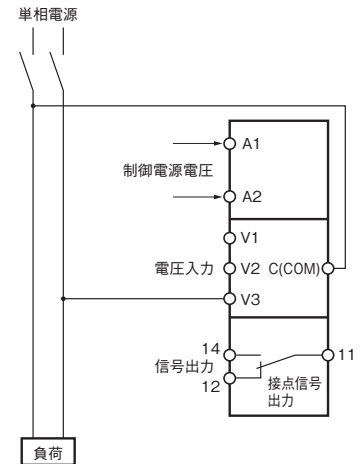 単相電源
A1
制御電源電圧
A2
V1
電圧入力
V2
C(COM)
V3
14
11
信号出力
12
接点信号
出力
負荷